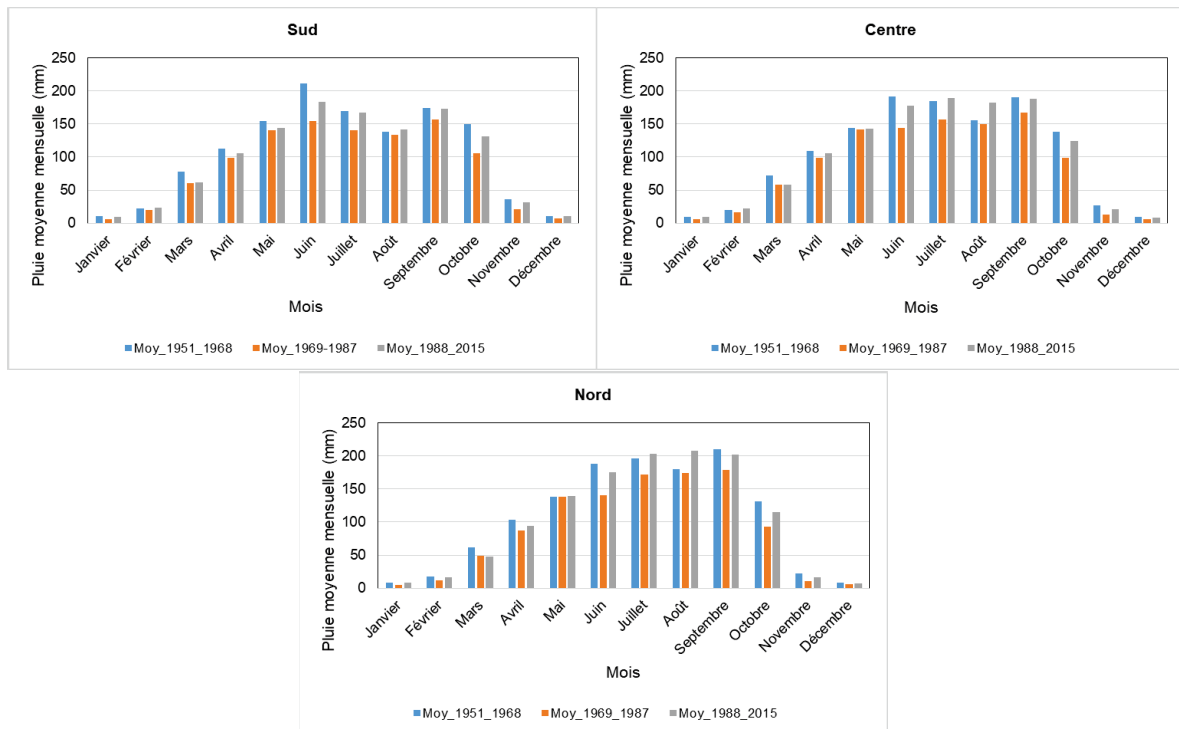 Sud
Pluie moyenne mensuelle (mm)
250
200
150
100
50
0
Janvier
Février
Mars
Avril
Mai
Juin
Juillet
Août
Septembre
Octobre
Novembre
Décembre
Mois
Moy_1951_1968 Moy_1969-1987 Moy_1988_2015
Centre
Pluie moyenne mensuelle (mm)
250
200
150
100
50
0
Janvier
Février
Mars
Avril
Mai
Juin
Juillet
Août
Septembre
Octobre
Novembre
Décembre
Mois
Moy_1951_1968 Moy_1969_1987 Moy_1988_2015
Nord
Pluie moyenne mensuelle (mm)
250
200
150
100
50
0
Janvier
Février
Mars
Avril
Mai
Juin
Juillet
Août
Septembre
Octobre
Novembre
Décembre
Mois
Moy_1951_1968 Moy_1969_1987 Moy_1988_2015